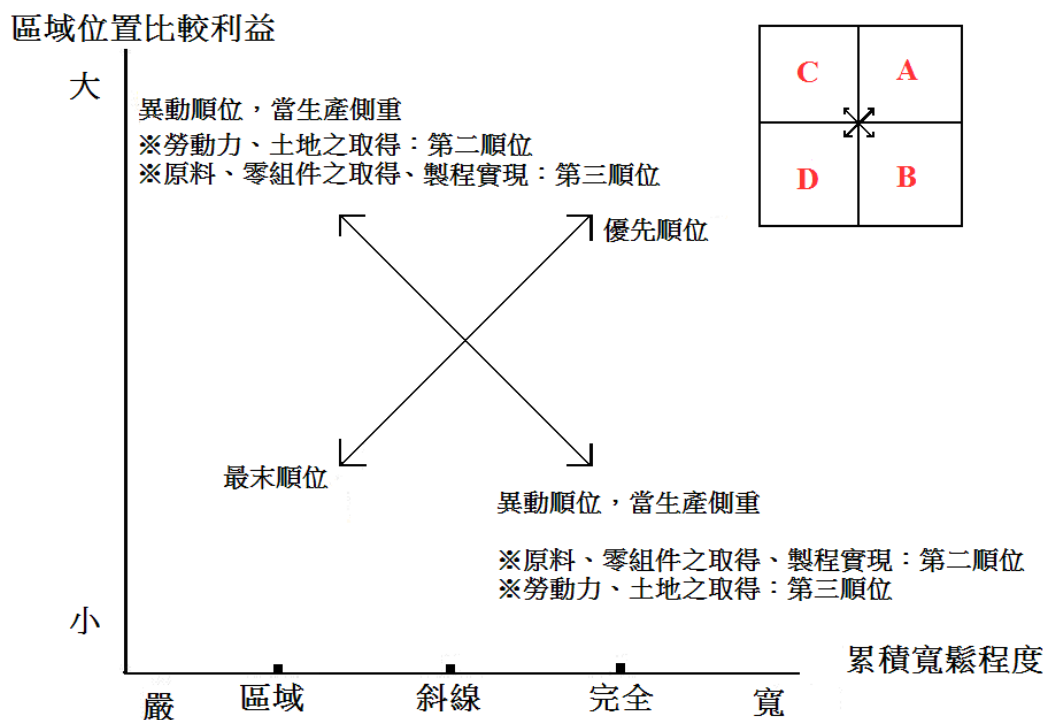 區域位置比較利益
大
異動順位，當生產側重
※勞動力、土地之取得：第二順位
※原料、零組件之取得、製程實現：第三順位
C
A
D
B
優先順位
最末順位
異動順位，當生產側重
※原料、零組件之取得、製程實現：第二順位
※勞動力、土地之取得：第三順位
小
累積寬鬆程度
嚴
區域
斜線
完全
寬